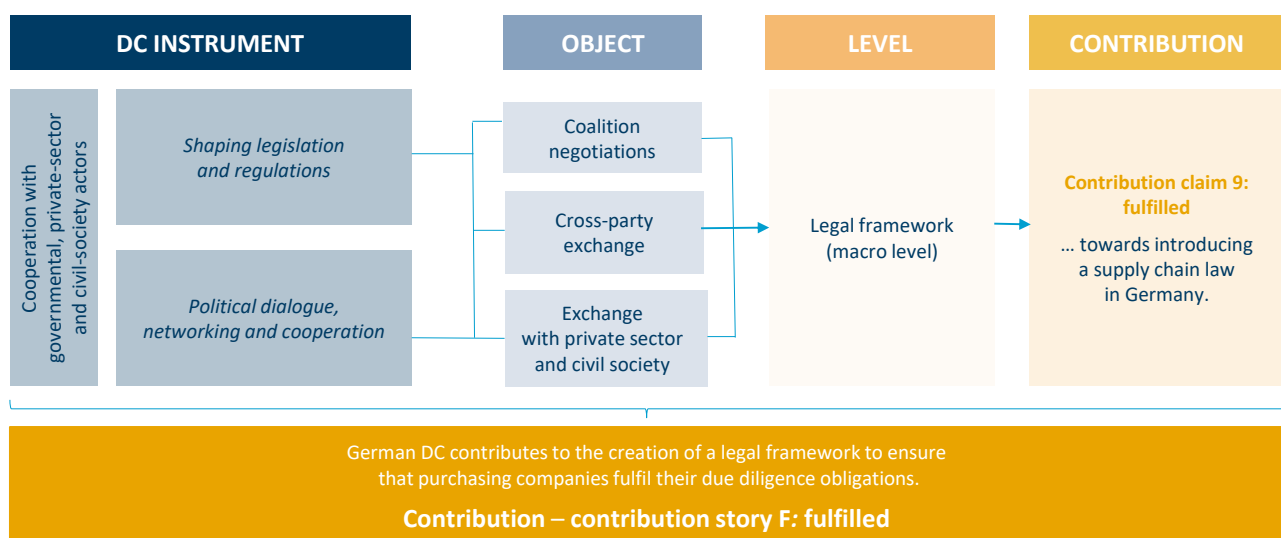 DC INSTRUMENT
OBJECT
LEVEL
CONTRIBUTION
Cooperation with
governmental, private-sector
and civil-society actors
Shaping legislation
and regulations
Political dialogue,
networking and cooperation
Coalition
negotiations
Cross-party
exchange
Exchange
with private sector
and civil society
Legal framework
(macro level)
Contribution claim 9:
fulfilled
… towards introducing
a supply chain law
in Germany.
German DC contributes to the creation of a legal framework to ensure
that purchasing companies fulfil their due diligence obligations.
Contribution – contribution story F: fulfilled